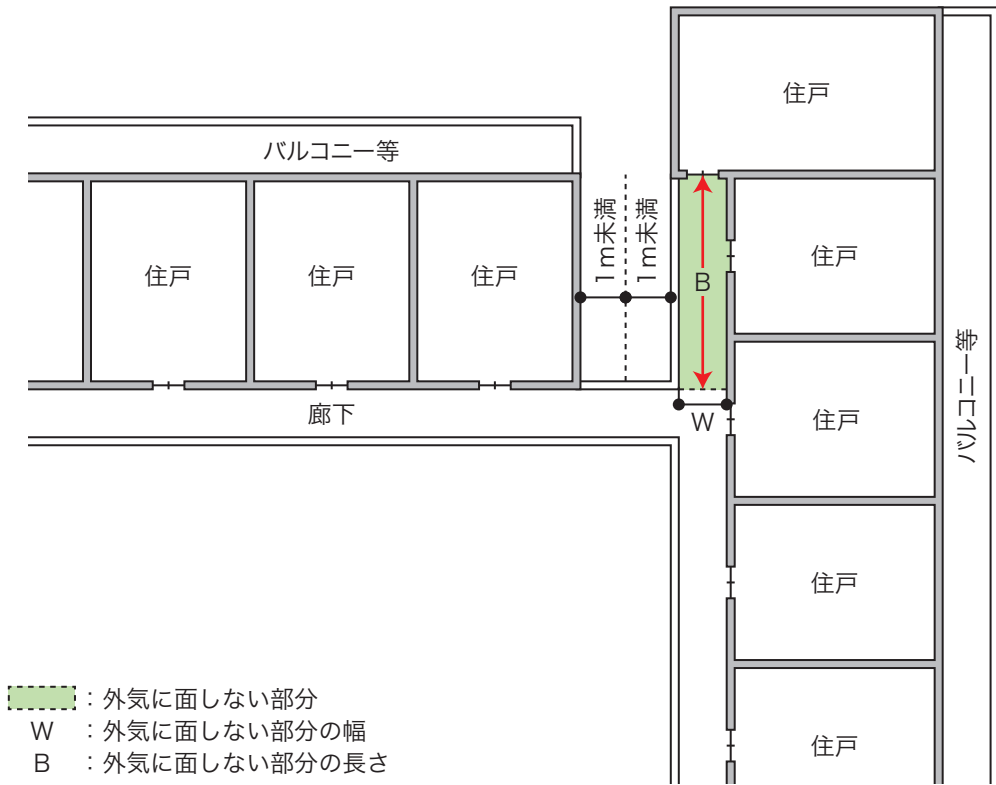 住戸
バルコニー等
1m未満
1m未満
住戸
住戸
住戸
住戸
B
バルコニー等
廊下
W
住戸
住戸
住戸
：外気に面しない部分
W ：外気に面しない部分の幅
B ：外気に面しない部分の長さ